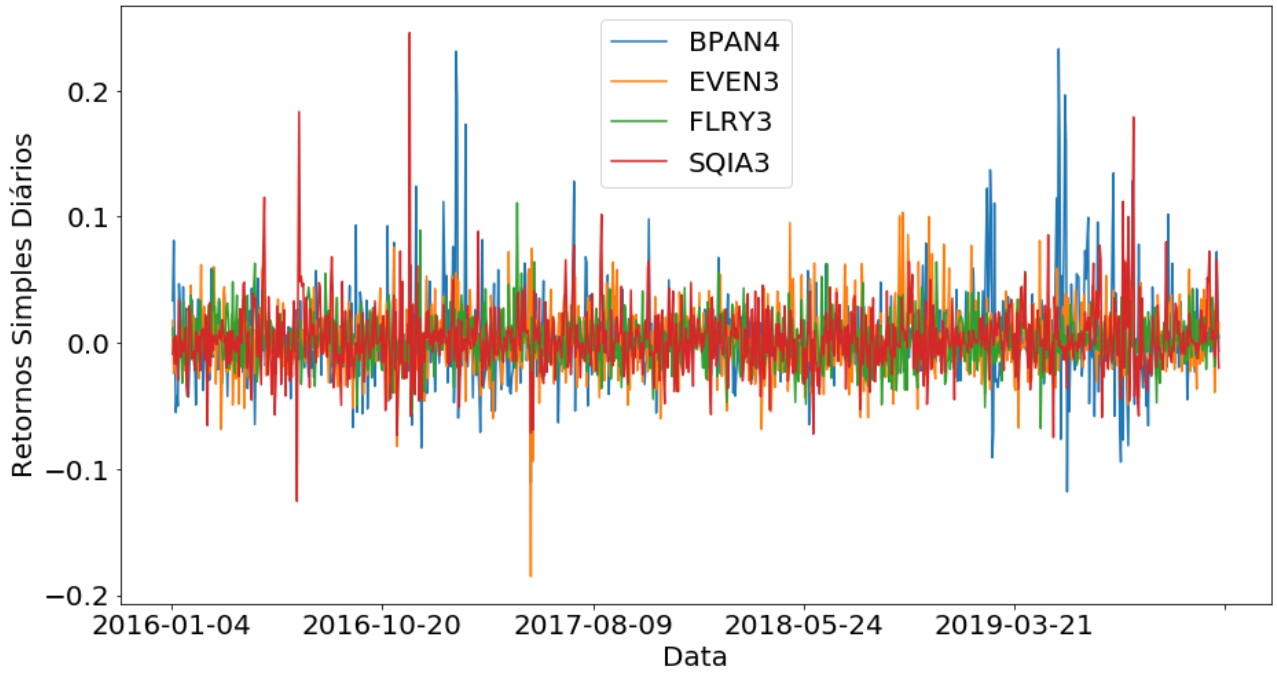 BPAN4
EVEN3
FLRY3
SQIA3
Retornos Simples Diários
0.2
0.1
0.0
−0.1
−0.2
2016-01-04 2016-10-20 2017-08-09 2018-05-24 2019-03-21
Data